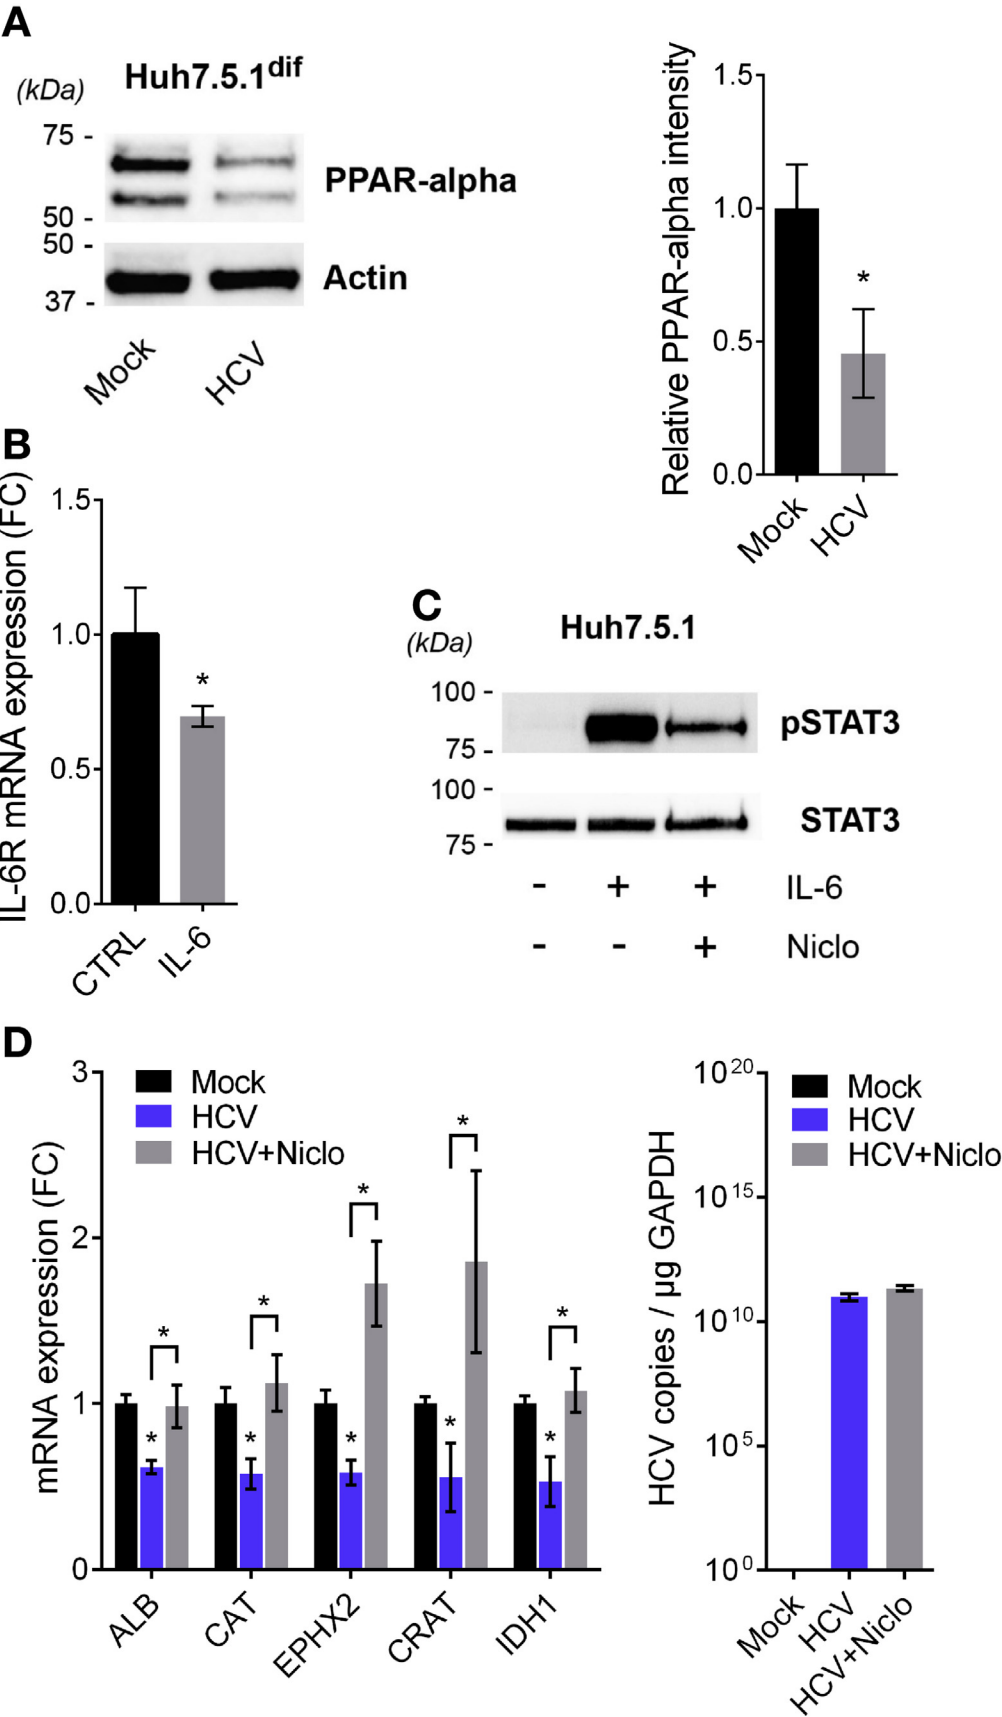 A
Huh7.5.1dif
(kDa)
75 -
50 -
PPAR-alpha
50 -
37 -
Actin
Mock
HCV
Relative PPAR-alpha intensity
1.5
1.0
0.5
0.0
*
Mock
HCV
B
IL-6R mRNA expression (FC)
1.5
1.0
0.5
0.0
*
CTRL
IL-6
C
(kDa)
Huh7.5.1
100 -
75 -
pSTAT3
100 -
75 -
STAT3
- + + IL-6
- - + Niclo
D
mRNA expression (FC)
3
2
1
0
Mock
HCV
HCV+Niclo
* * * * *
* * * * *
ALB
CAT
EPHX2
CRAT
IDH1
HCV copies / µg GAPDH
10^20
10^15
10^10
10^5
10^0
Mock
HCV
HCV+Niclo
Mock
HCV
HCV+Niclo